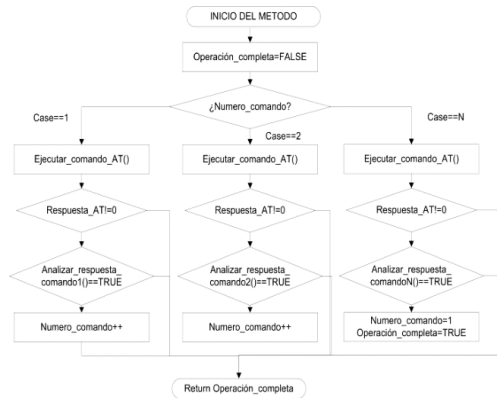 INICIO DEL METODO
Operación_completa=FALSE
¿Numero_comando?
Case==1
Case==2
Case==N
Ejecutar_comando_AT()
Ejecutar_comando_AT()
Ejecutar_comando_AT()
Respuesta_AT!=0
Respuesta_AT!=0
Respuesta_AT!=0
Analizar_respuesta_
comando1()==TRUE
Analizar_respuesta_
comando2()==TRUE
Analizar_respuesta_
comandoN()==TRUE
Numero_comando++
Numero_comando++
Numero_comando=1
Operación_completa=TRUE
Return Operación_completa